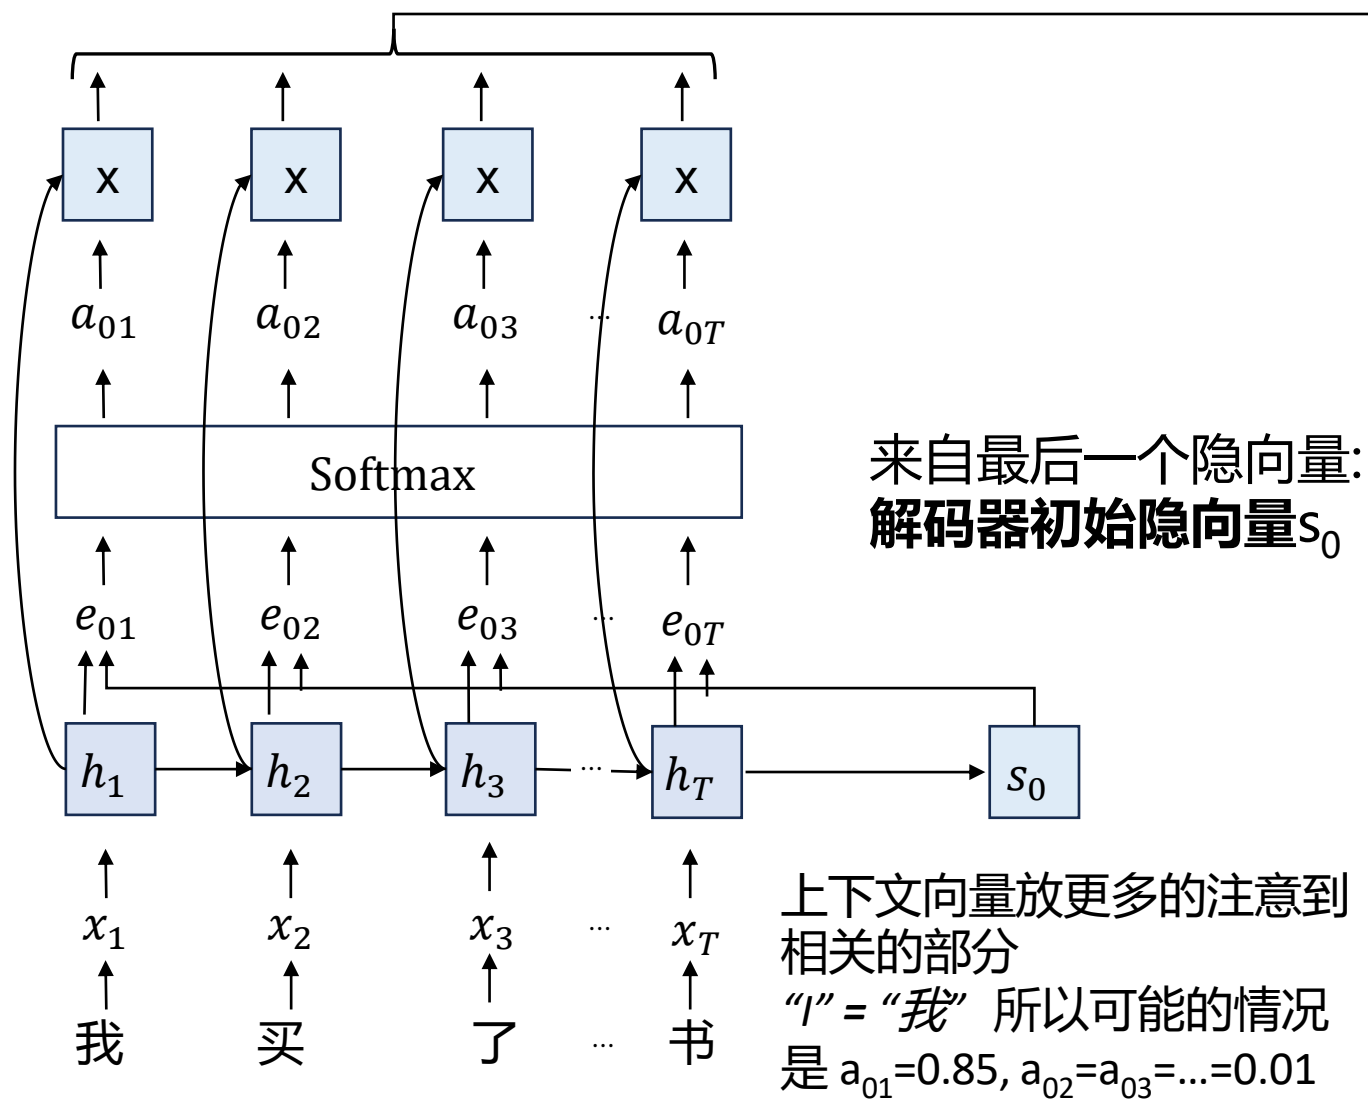 x x x x
a₀₁ a₀₂ a₀₃ ... a₀T
Softmax
来自最后一个隐向量:
解码器初始隐向量s₀
e₀₁ e₀₂ e₀₃ ... e₀T
h₁ h₂ h₃ ... hT s₀
x₁ x₂ x₃ ... xT
我 买 了 ... 书
上下文向量放更多的注意到
相关的部分
“I” = “我” 所以可能的情况
是 a₀₁=0.85, a₀₂=a₀₃=...=0.01